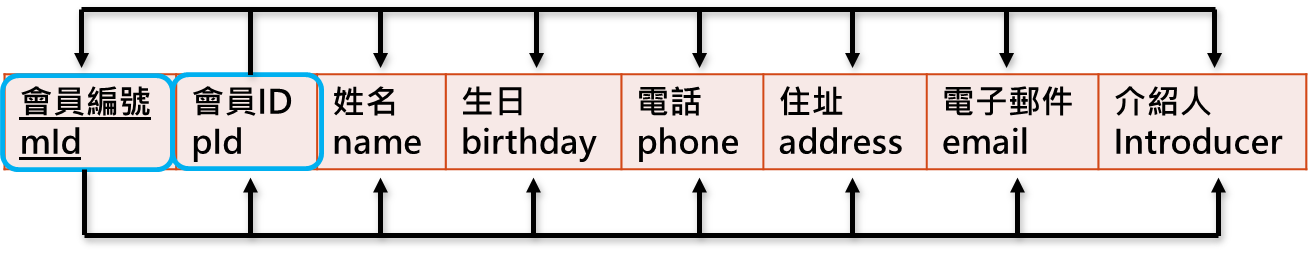 會員編號
mId
會員ID
pId
姓名
name
生日
birthday
電話
phone
住址
address
電子郵件
email
介紹人
Introducer